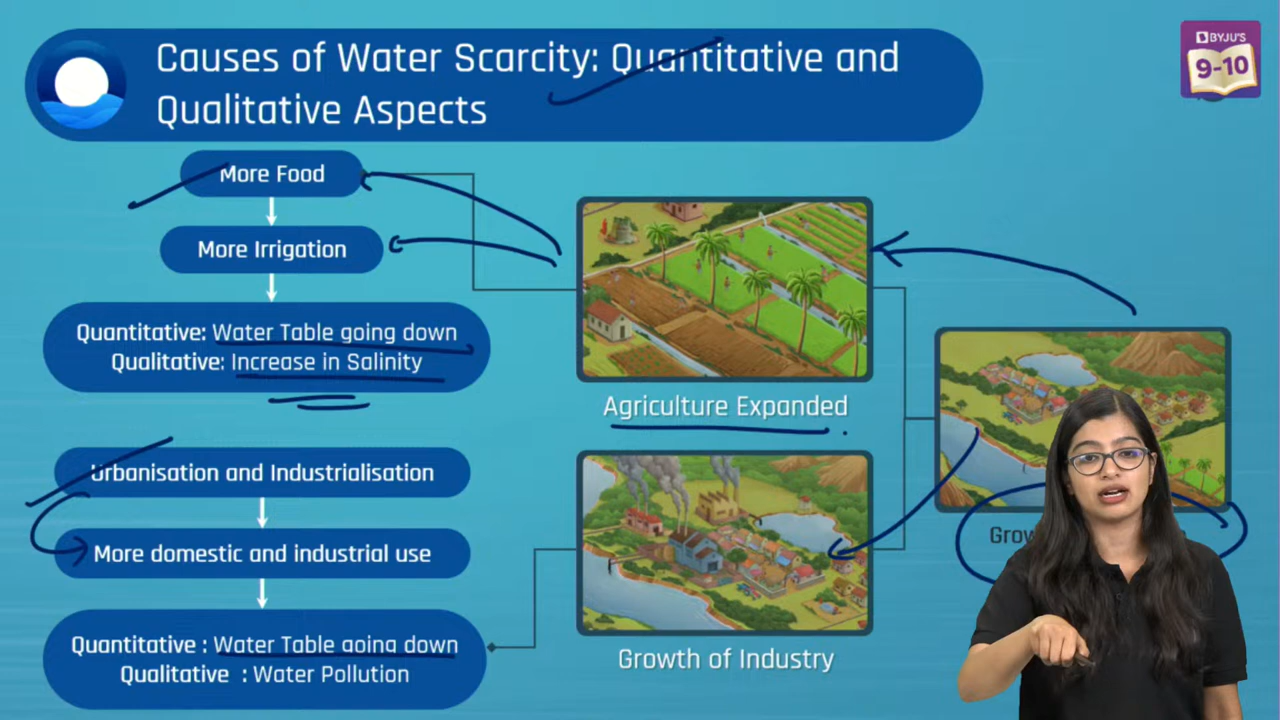 Causes of Water Scarcity: Quantitative and
Qualitative Aspects
BYJU'S
9-10
More Food
More Irrigation
Quantitative: Water Table going down
Qualitative: Increase in Salinity
Agriculture Expanded
Urbanisation and Industrialisation
More domestic and industrial use
Quantitative : Water Table going down
Qualitative : Water Pollution
Growth of Industry